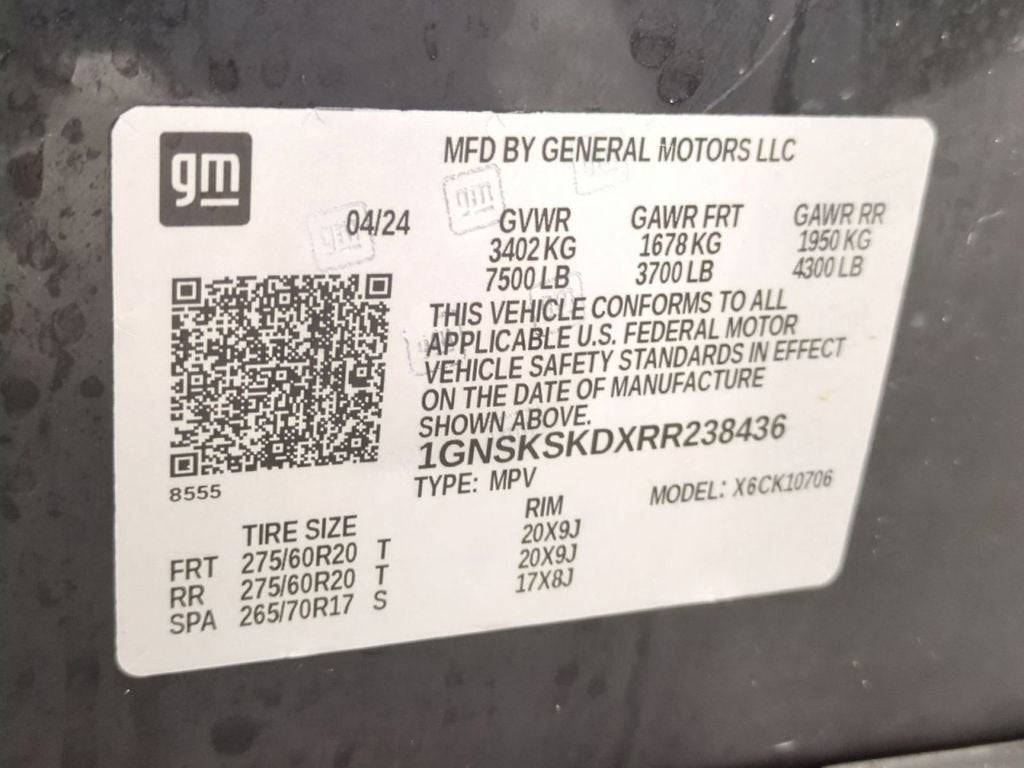 gm
MFD BY GENERAL MOTORS LLC
04/24 GVWR GAWR FRT GAWR RR
3402 KG 1678 KG 1950 KG
7500 LB 3700 LB 4300 LB
THIS VEHICLE CONFORMS TO ALL
APPLICABLE U.S. FEDERAL MOTOR
VEHICLE SAFETY STANDARDS IN EFFECT
ON THE DATE OF MANUFACTURE
SHOWN ABOVE.
1GNSKSKDXRR238436
TYPE: MPV MODEL: X6CK10706
8555
TIRE SIZE RIM
FRT 275/60R20 T 20X9J
RR 275/60R20 T 20X9J
SPA 265/70R17 S 17X8J